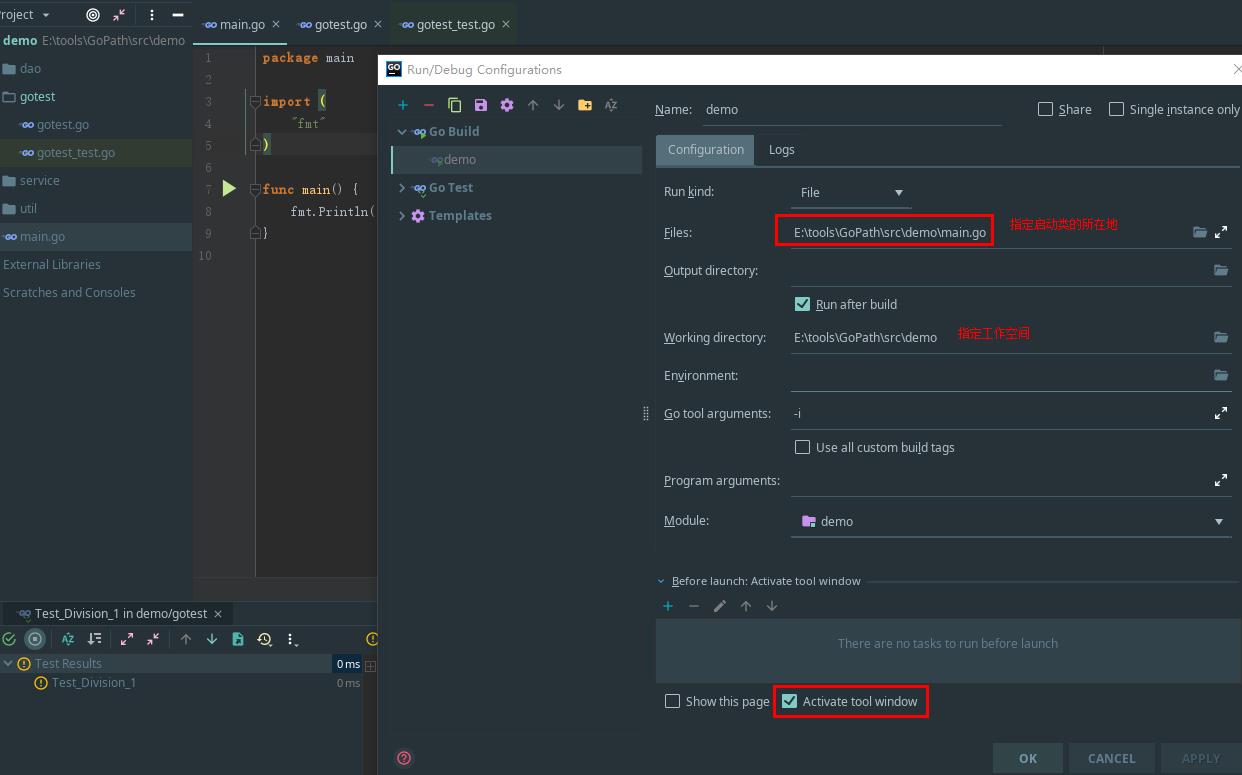 roject
demo E:\tools\GoPath\src\demo
dao
gotest
gotest.go
gotest_test.go
service
util
main.go
External Libraries
Scratches and Consoles
main.go
gotest.go
gotest_test.go
1 package main
2
3 import (
4 "fmt"
5 )
6
7 func main() {
8 fmt.Println(
9 }
10
GO Run/Debug Configurations
Go Build
demo
Go Test
Templates
Name: demo
Share
Single instance only
Configuration Logs
Run kind: File
Files: E:\tools\GoPath\src\demo\main.go 指定启动类的所在地
Output directory:
Run after build
Working directory: E:\tools\GoPath\src\demo 指定工作空间
Environment:
Go tool arguments: -i
Use all custom build tags
Program arguments:
Module: demo
Before launch: Activate tool window
There are no tasks to run before launch
Show this page Activate tool window
OK CANCEL APPLY
Test_Division_1 in demo/gotest
Test Results 0 ms
Test_Division_1 0 ms